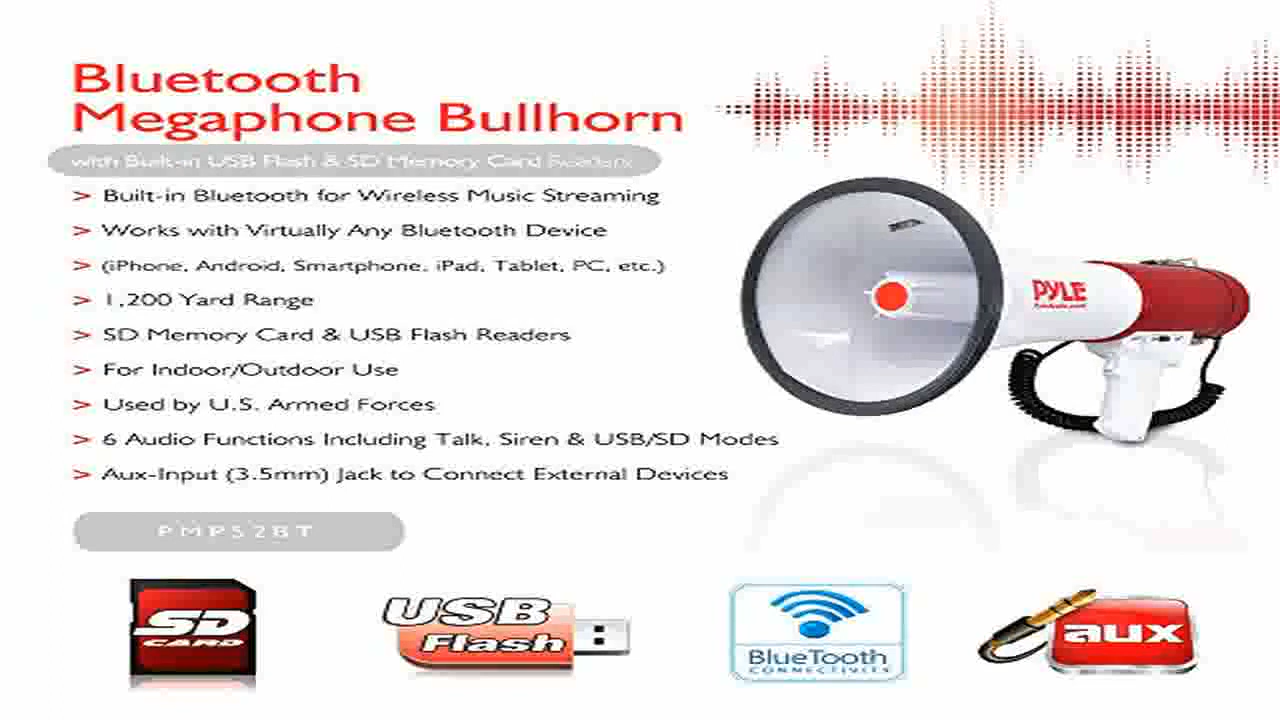 Bluetooth
Megaphone Bullhorn
with Built-in USB Flash & SD Memory Card Readers
> Built-in Bluetooth for Wireless Music Streaming
> Works with Virtually Any Bluetooth Device
> (iPhone, Android, Smartphone, iPad, Tablet, PC, etc.)
> 1,200 Yard Range
> SD Memory Card & USB Flash Readers
> For Indoor/Outdoor Use
> Used by U.S. Armed Forces
> 6 Audio Functions Including Talk, Siren & USB/SD Modes
> Aux-Input (3.5mm) Jack to Connect External Devices
PYLE
PMP52BT
SD
CARD
USB
Flash
BlueTooth
CONNECTIVITY
aux